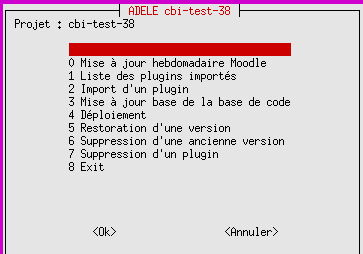 ADELE cbi-test-38
Projet : cbi-test-38
0 Mise à jour hebdomadaire Moodle
1 Liste des plugins importés
2 Import d'un plugin
3 Mise à jour base de la base de code
4 Déploiement
5 Restoration d'une version
6 Suppression d'une ancienne version
7 Suppression d'un plugin
8 Exit
<Ok> <Annuler>